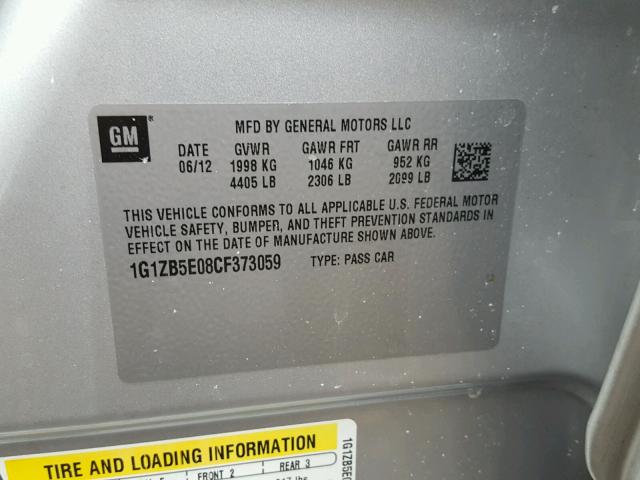 GM
®
MFD BY GENERAL MOTORS LLC
DATE GVWR GAWR FRT GAWR RR
06/12 1998 KG 1046 KG 952 KG
4405 LB 2306 LB 2099 LB
THIS VEHICLE CONFORMS TO ALL APPLICABLE U.S. FEDERAL MOTOR
VEHICLE SAFETY, BUMPER, AND THEFT PREVENTION STANDARDS IN
EFFECT ON THE DATE OF MANUFACTURE SHOWN ABOVE.
1G1ZB5E08CF373059 TYPE: PASS CAR
TIRE AND LOADING INFORMATION
FRONT 2 REAR 3
1G1ZB5E0